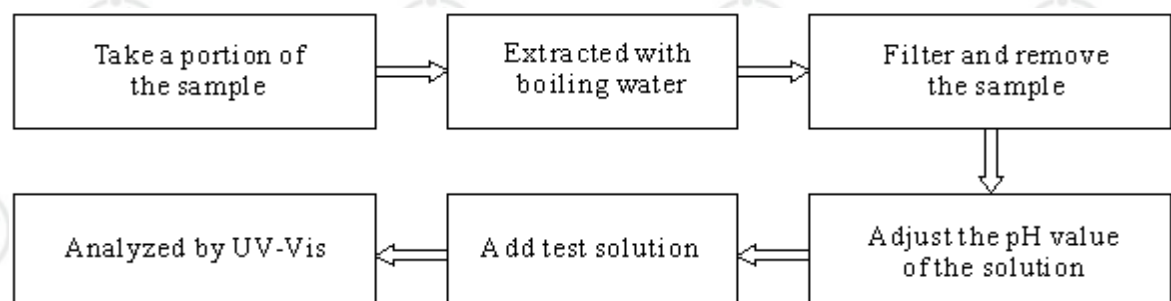 Take a portion of
the sample
Extracted with
boiling water
Filter and remove
the sample
Adjust the pH value
of the solution
Add test solution
Analyzed by UV-Vis